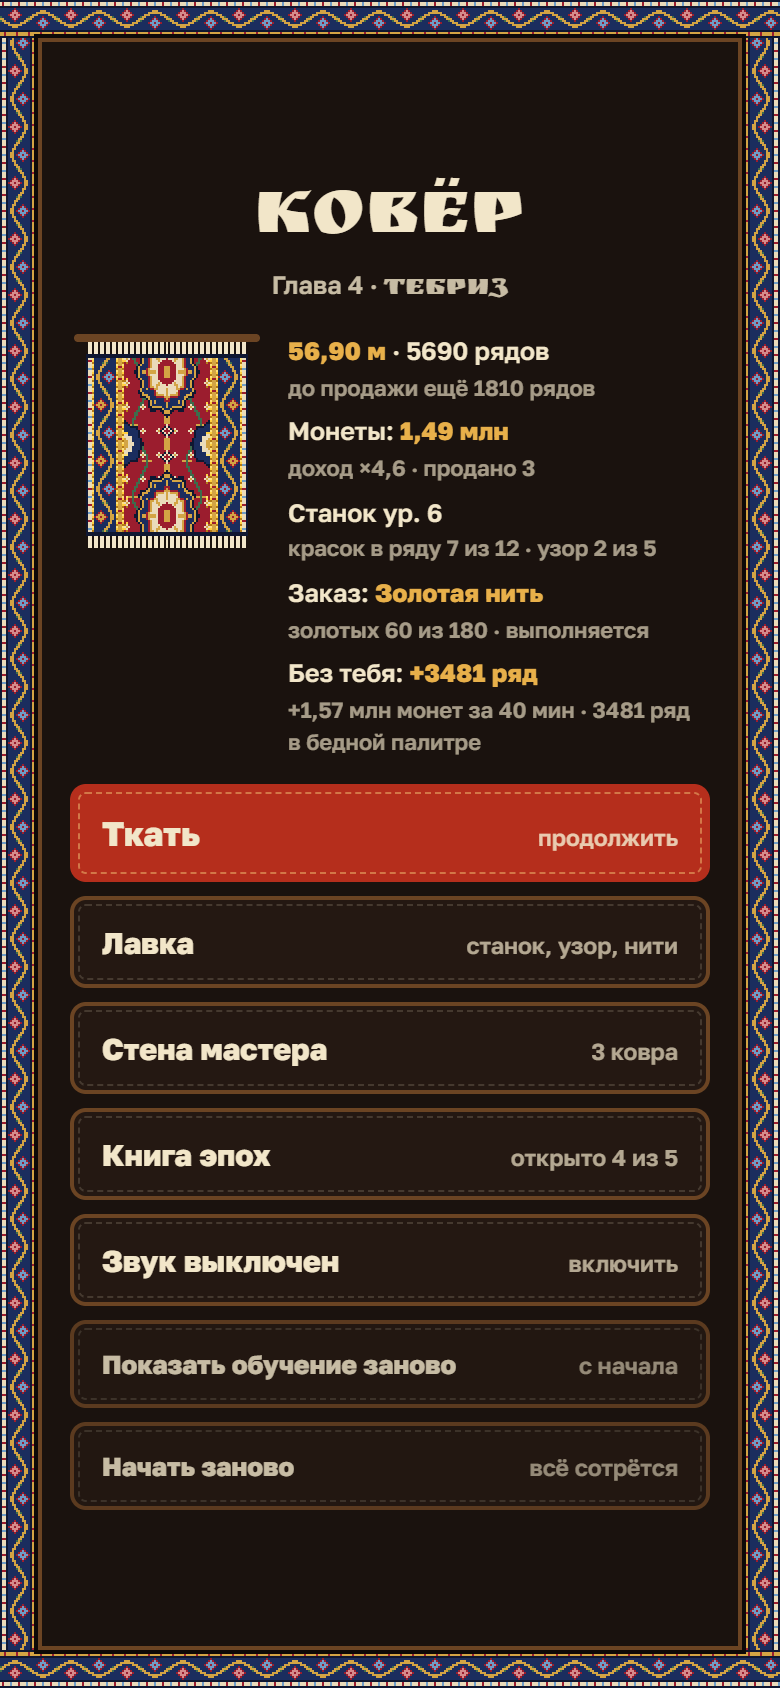 КОВЁР
Глава 4 · ТЕБРИЗ
56,90 м · 5690 рядов
до продажи ещё 1810 рядов
Монеты: 1,49 млн
доход ×4,6 · продано 3
Станок ур. 6
красок в ряду 7 из 12 · узор 2 из 5
Заказ: Золотая нить
золотых 60 из 180 · выполняется
Без тебя: +3481 ряд
+1,57 млн монет за 40 мин · 3481 ряд
в бедной палитре
Ткать продолжить
Лавка станок, узор, нити
Стена мастера 3 ковра
Книга эпох открыто 4 из 5
Звук выключен включить
Показать обучение заново с начала
Начать заново всё сотрётся